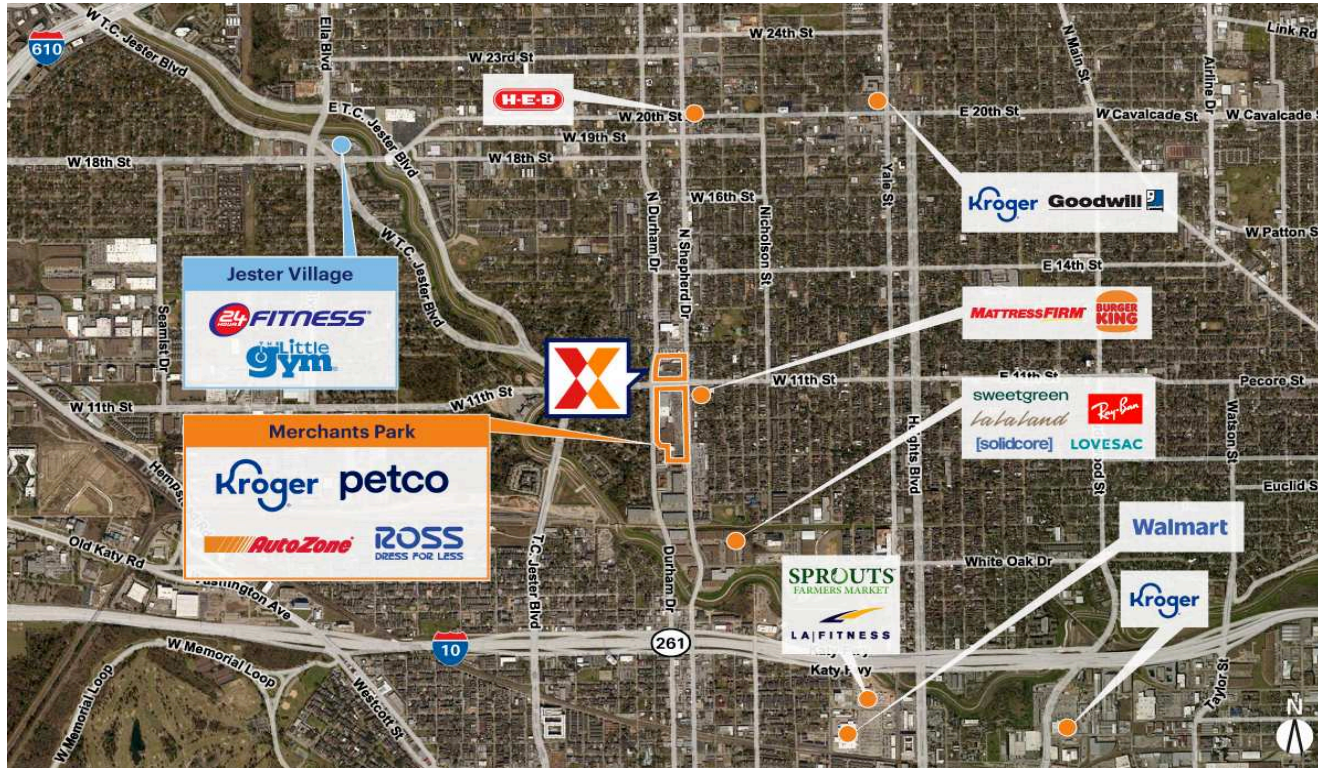 610
W T.C. Jester Blvd
Ella Blvd
W 24th St
W 23rd St
N Main St
Airline Dr
Link Rd
H-E-B
E T.C. Jester Blvd
W 20th St
E 20th St
W Cavalcade St
W Cavalcade St
W 19th St
W 18th St
W 18th St
Yale St
W 16th St
Kroger Goodwill
N Durham Dr
N Shepherd Dr
Nicholson St
W Patton St
W T.C. Jester Blvd
E 14th St
Jester Village
24 HOUR FITNESS
THE Little gym
Seamist Dr
MATTRESSFIRM BURGER KING
W 11th St
W 11th St
W 11th St
E 11th St
Pecore St
Merchants Park
Kroger petco
AutoZone ROSS
DRESS FOR LESS
sweetgreen
Ray-Ban
lalaland
[solidcore] LOVESAC
Heights Blvd
Watson St
Euclid S
Old Katy Rd
Washington Ave
T.C. Jester Blvd
Durham Dr
White Oak Dr
Walmart
SPROUTS
FARMERS MARKET
LA|FITNESS
Kroger
10
261
Katy Fwy
W Memorial Loop
W Memorial Loop
Westcott St
Taylor St
N